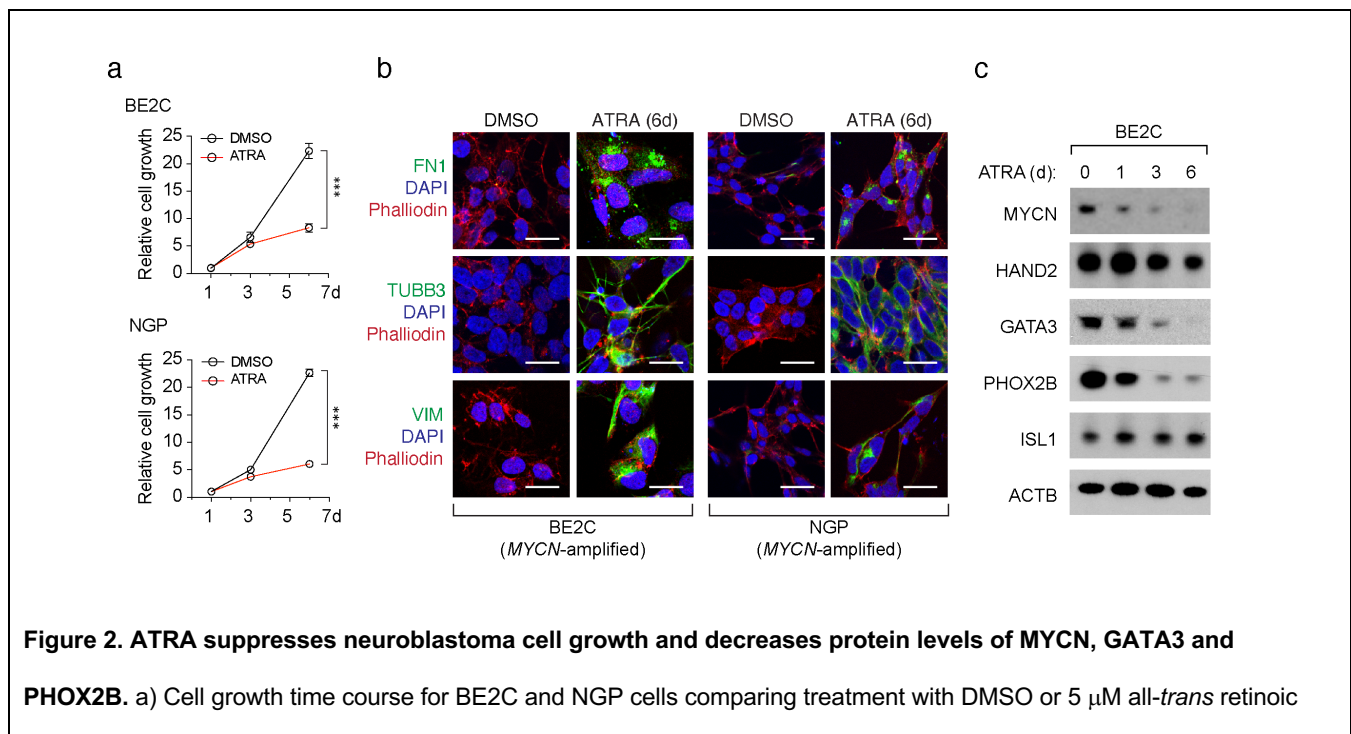 a
BE2C
Relative cell growth
25
20
15
10
5
0
DMSO
ATRA
***
1 3 5 7d
NGP
Relative cell growth
25
20
15
10
5
0
DMSO
ATRA
***
1 3 5 7d
b
DMSO ATRA (6d) DMSO ATRA (6d)
FN1
DAPI
Phalliodin
TUBB3
DAPI
Phalliodin
VIM
DAPI
Phalliodin
BE2C
(MYCN-amplified)
NGP
(MYCN-amplified)
c
BE2C
ATRA (d): 0 1 3 6
MYCN
HAND2
GATA3
PHOX2B
ISL1
ACTB
Figure 2. ATRA suppresses neuroblastoma cell growth and decreases protein levels of MYCN, GATA3 and
PHOX2B. a) Cell growth time course for BE2C and NGP cells comparing treatment with DMSO or 5 μM all-trans retinoic